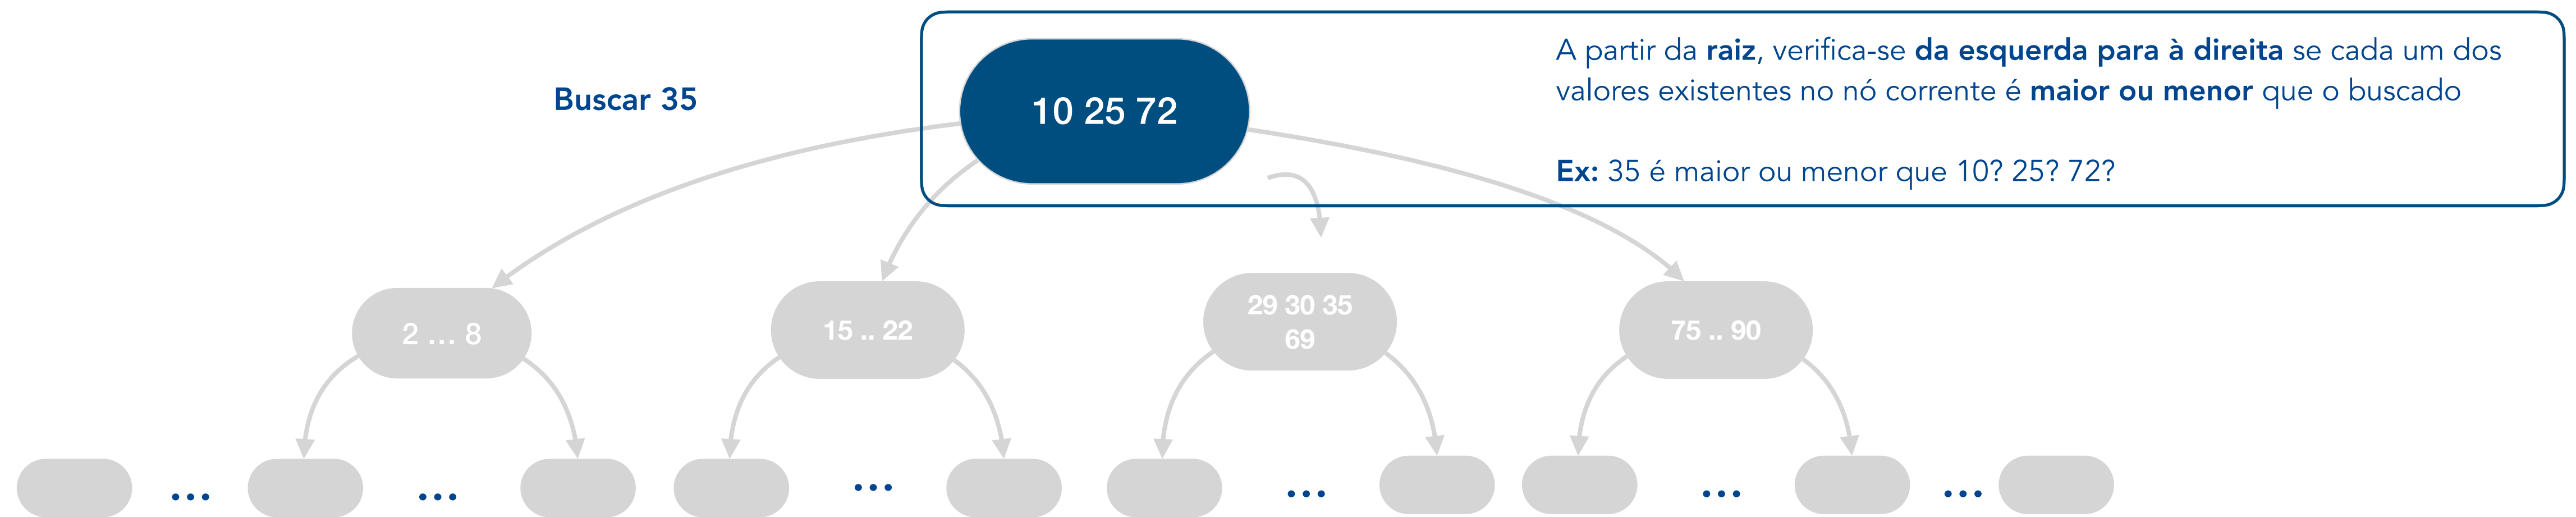 Buscar 35
10 25 72
A partir da raiz, verifica-se da esquerda para à direita se cada um dos
valores existentes no nó corrente é maior ou menor que o buscado
Ex: 35 é maior ou menor que 10? 25? 72?
2 ... 8
15 .. 22
29 30 35
69
75 .. 90
... ... ... ... ... ...